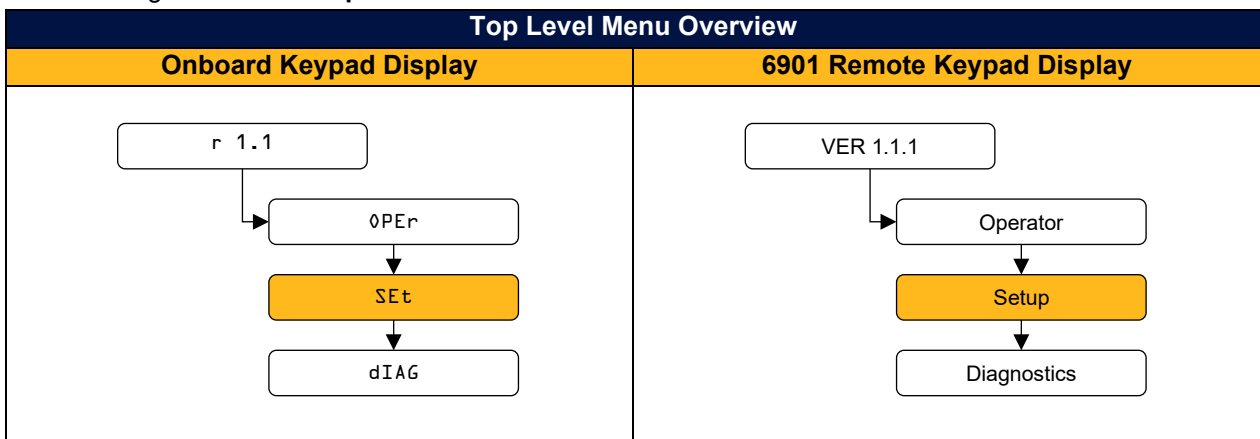 Top Level Menu Overview
Onboard Keypad Display
6901 Remote Keypad Display
r 1.1
OPEr
SEt
dIAG
VER 1.1.1
Operator
Setup
Diagnostics